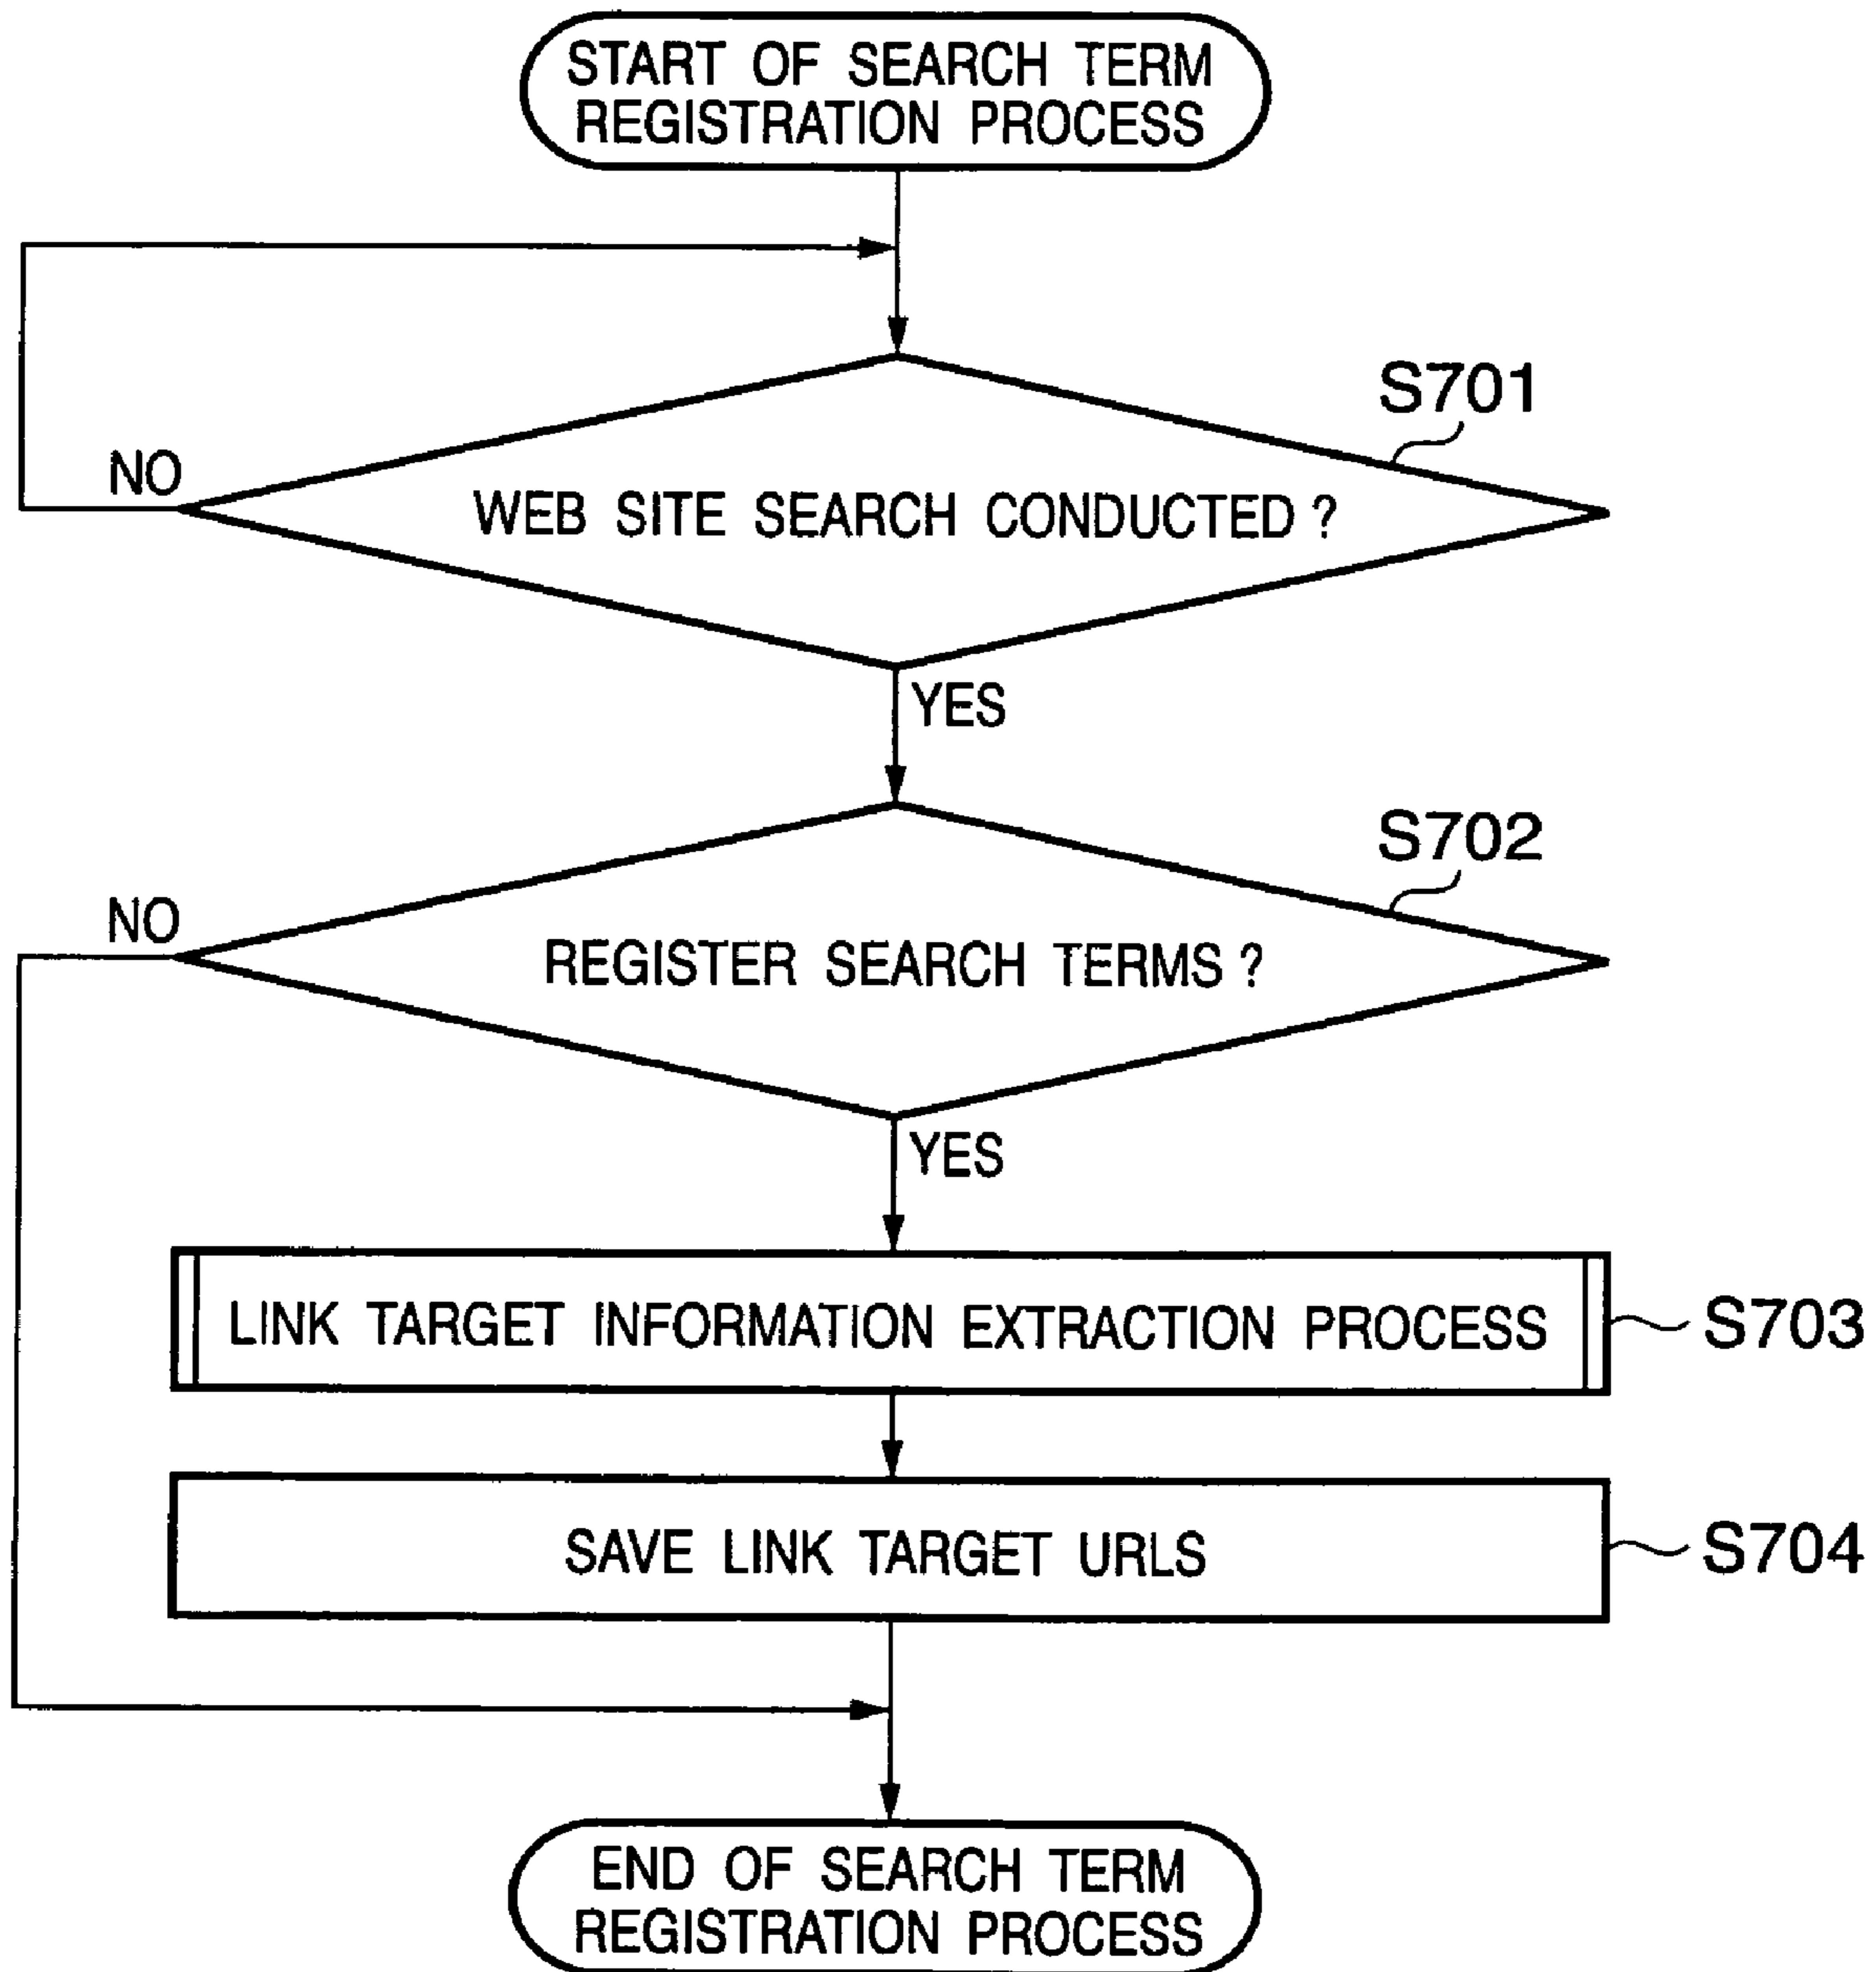 START OF SEARCH TERM
REGISTRATION PROCESS
S701
NO
WEB SITE SEARCH CONDUCTED ?
YES
S702
NO
REGISTER SEARCH TERMS ?
YES
LINK TARGET INFORMATION EXTRACTION PROCESS
S703
SAVE LINK TARGET URLS
S704
END OF SEARCH TERM
REGISTRATION PROCESS